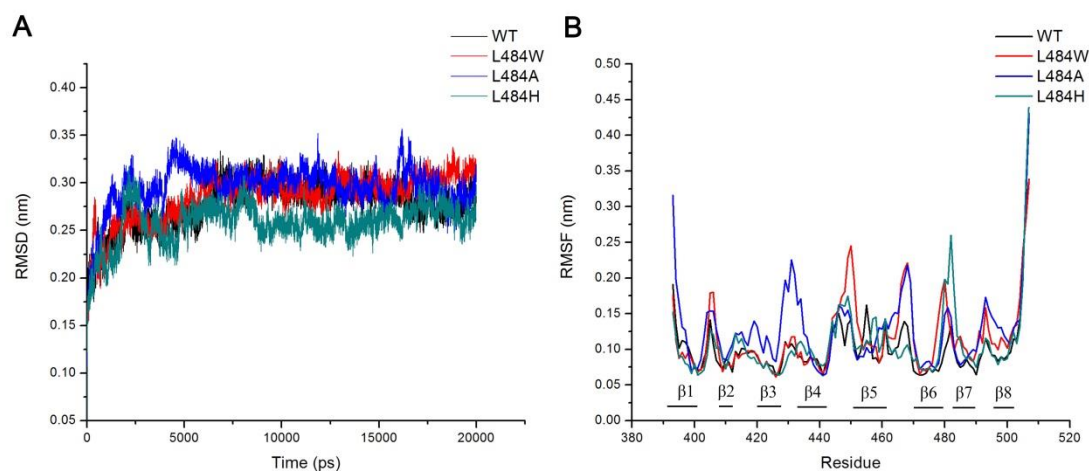 A
WT
L484W
L484A
L484H
0.40
0.35
0.30
0.25
0.20
0.15
0.10
0.05
RMSD (nm)
0
5000
10000
15000
20000
Time (ps)
B
WT
L484W
L484A
L484H
0.50
0.45
0.40
0.35
0.30
0.25
0.20
0.15
0.10
0.05
0.00
RMSF (nm)
β1
β2
β3
β4
β5
β6
β7
β8
380
400
420
440
460
480
500
520
Residue